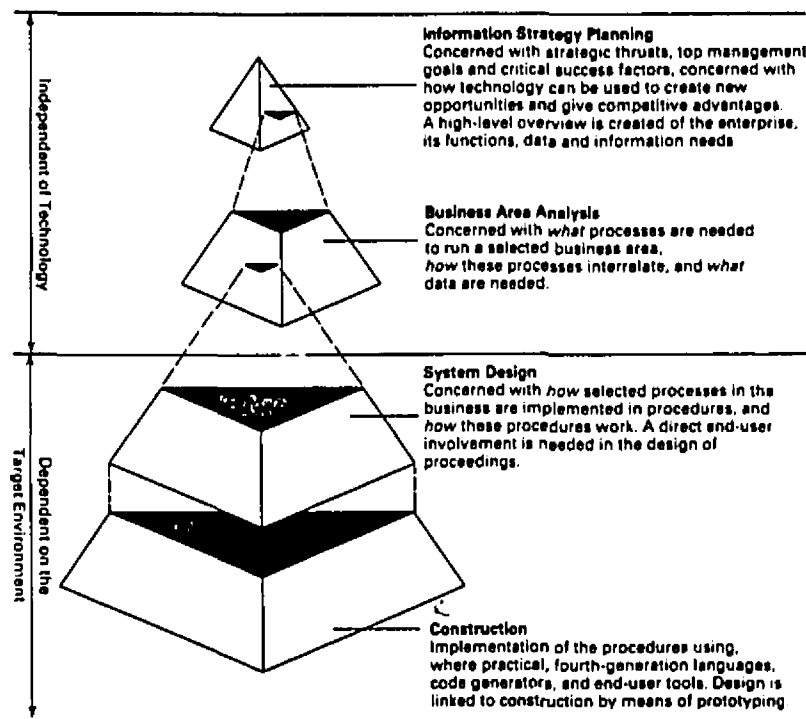 Information Strategy Planning
Concerned with strategic thrusts, top management
goals and critical success factors, concerned with
how technology can be used to create new
opportunities and give competitive advantages.
A high-level overview is created of the enterprise,
its functions, data and information needs
Independent of Technology
Business Area Analysis
Concerned with what processes are needed
to run a selected business area,
how these processes interrelate, and what
data are needed.
System Design
Concerned with how selected processes in the
business are implemented in procedures, and
how these procedures work. A direct end-user
involvement is needed in the design of
proceedings.
Dependent on the
Target Environment
Construction
Implementation of the procedures using,
where practical, fourth-generation languages,
code generators, and end-user tools. Design is
linked to construction by means of prototyping